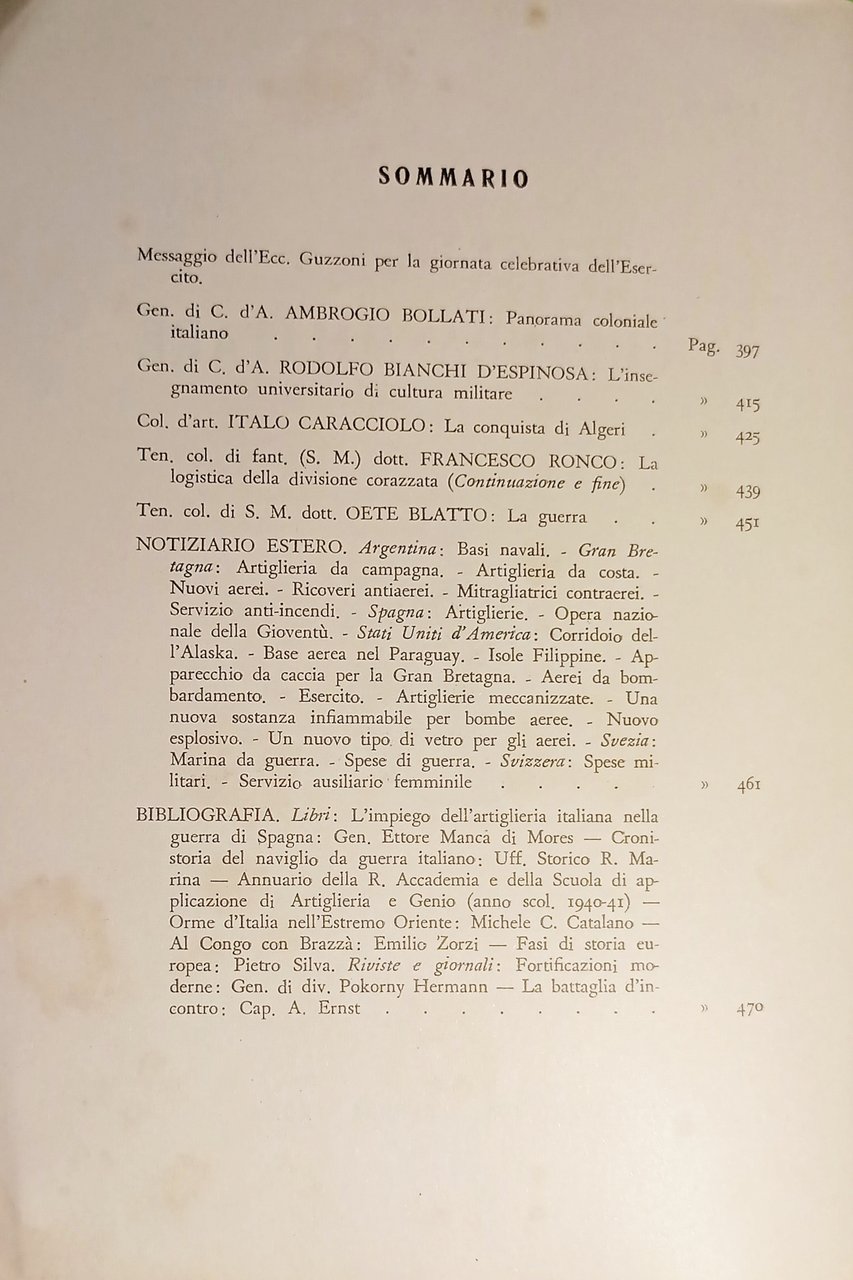 SOMMARIO
Messaggio dell'Ecc. Guzzoni per la giornata celebrativa dell'Eser-
cito.
Gen. di C. d'A. AMBROGIO BOLLATI: Panorama coloniale
italiano . . . . . . . . . . Pag. 397
Gen. di C. d'A. RODOLFO BIANCHI D'ESPINOSA: L'inse-
gnamento universitario di cultura militare . . . . » 415
Col. d'art. ITALO CARACCIOLO: La conquista di Algeri . » 425
Ten. col. di fant. (S. M.) dott. FRANCESCO RONCO: La
logistica della divisione corazzata (Continuazione e fine) . » 439
Ten. col. di S. M. dott. OETE BLATTO: La guerra . . » 451
NOTIZIARIO ESTERO. Argentina: Basi navali. - Gran Bre-
tagna: Artiglieria da campagna. - Artiglieria da costa. -
Nuovi aerei. - Ricoveri antiaerei. - Mitragliatrici contraerei. -
Servizio anti-incendi. - Spagna: Artiglierie. - Opera nazio-
nale della Gioventù. - Stati Uniti d'America: Corridoio del-
l'Alaska. - Base aerea nel Paraguay. - Isole Filippine. - Ap-
parecchio da caccia per la Gran Bretagna. - Aerei da bom-
bardamento. - Esercito. - Artiglierie meccanizzate. - Una
nuova sostanza infiammabile per bombe aeree. - Nuovo
esplosivo. - Un nuovo tipo di vetro per gli aerei. - Svezia:
Marina da guerra. - Spese di guerra. - Svizzera: Spese mi-
litari. - Servizio ausiliario femminile . . . . » 461
BIBLIOGRAFIA. Libri: L'impiego dell'artiglieria italiana nella
guerra di Spagna: Gen. Ettore Manca di Mores — Croni-
storia del naviglio da guerra italiano: Uff. Storico R. Ma-
rina — Annuario della R. Accademia e della Scuola di ap-
plicazione di Artiglieria e Genio (anno scol. 1940-41) —
Orme d'Italia nell'Estremo Oriente: Michele C. Catalano —
Al Congo con Brazzà: Emilio Zorzi — Fasi di storia eu-
ropea: Pietro Silva. Riviste e giornali: Fortificazioni mo-
derne: Gen. di div. Pokorny Hermann — La battaglia d'in-
contro: Cap. A. Ernst . . . . . . . . » 470